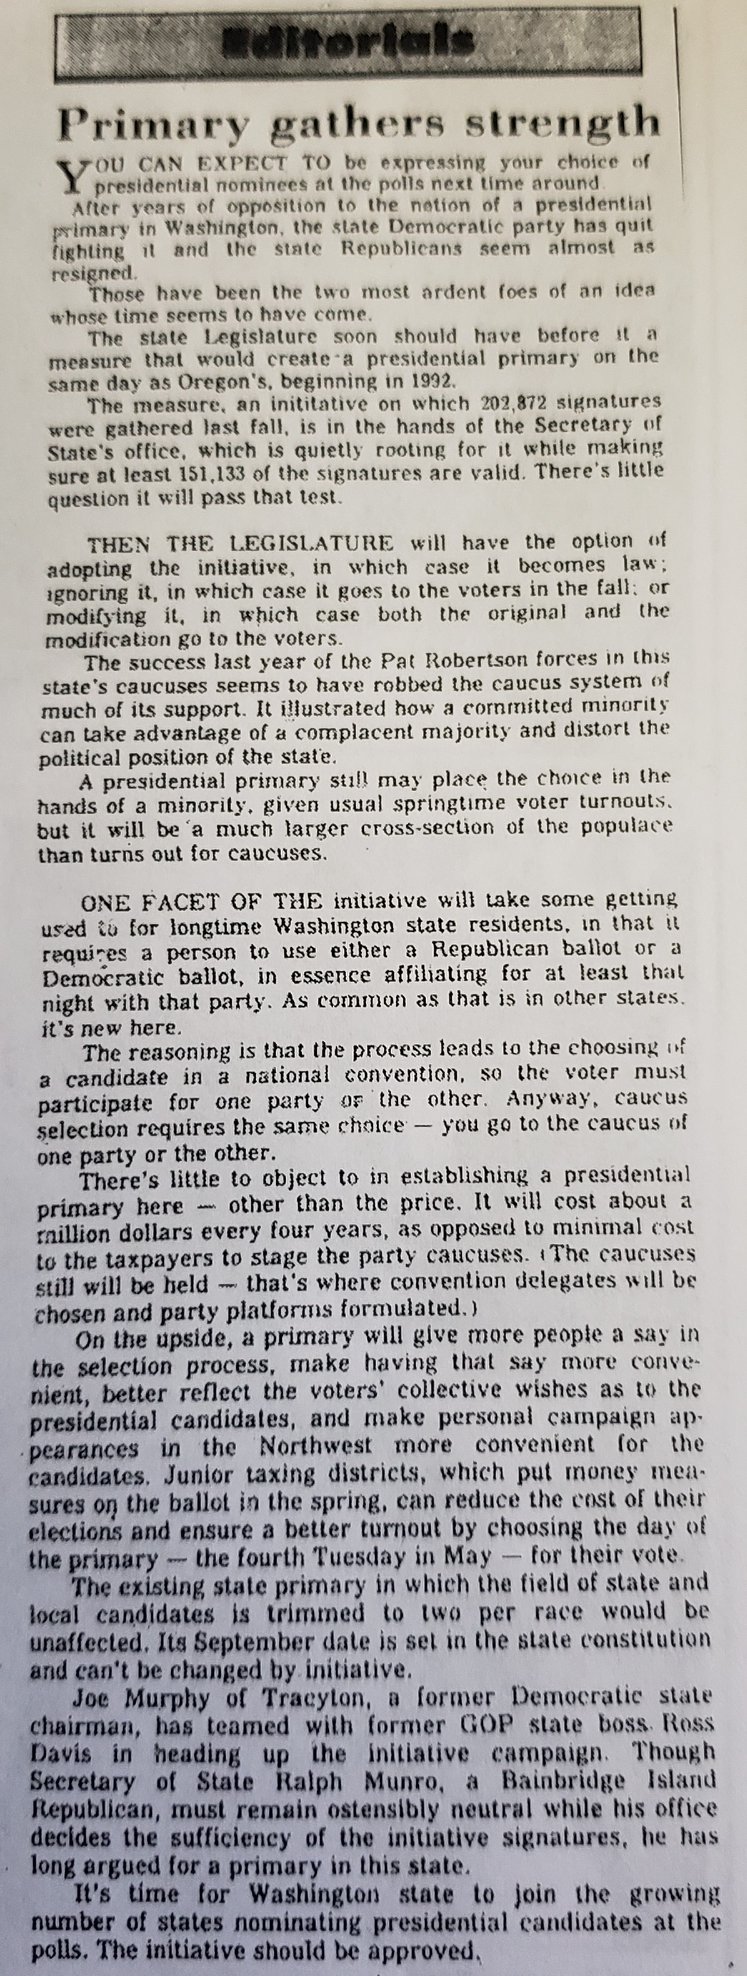 Editorials
Primary gathers strength
YOU CAN EXPECT TO be expressing your choice of
presidential nominees at the polls next time around.
After years of opposition to the notion of a presidential
primary in Washington, the state Democratic party has quit
fighting it and the state Republicans seem almost as
resigned.
Those have been the two most ardent foes of an idea
whose time seems to have come.
The state Legislature soon should have before it a
measure that would create a presidential primary on the
same day as Oregon's, beginning in 1992.
The measure, an inititative on which 202,872 signatures
were gathered last fall, is in the hands of the Secretary of
State's office, which is quietly rooting for it while making
sure at least 151,133 of the signatures are valid. There's little
question it will pass that test.
THEN THE LEGISLATURE will have the option of
adopting the initiative, in which case it becomes law;
ignoring it, in which case it goes to the voters in the fall; or
modifying it, in which case both the original and the
modification go to the voters.
The success last year of the Pat Robertson forces in this
state's caucuses seems to have robbed the caucus system of
much of its support. It illustrated how a committed minority
can take advantage of a complacent majority and distort the
political position of the state.
A presidential primary still may place the choice in the
hands of a minority, given usual springtime voter turnouts,
but it will be a much larger cross-section of the populace
than turns out for caucuses.
ONE FACET OF THE initiative will take some getting
used to for longtime Washington state residents, in that it
requires a person to use either a Republican ballot or a
Democratic ballot, in essence affiliating for at least that
night with that party. As common as that is in other states,
it's new here.
The reasoning is that the process leads to the choosing of
a candidate in a national convention, so the voter must
participate for one party or the other. Anyway, caucus
selection requires the same choice — you go to the caucus of
one party or the other.
There's little to object to in establishing a presidential
primary here — other than the price. It will cost about a
million dollars every four years, as opposed to minimal cost
to the taxpayers to stage the party caucuses. (The caucuses
still will be held — that's where convention delegates will be
chosen and party platforms formulated.)
On the upside, a primary will give more people a say in
the selection process, make having that say more conve-
nient, better reflect the voters' collective wishes as to the
presidential candidates, and make personal campaign ap-
pearances in the Northwest more convenient for the
candidates. Junior taxing districts, which put money mea-
sures on the ballot in the spring, can reduce the cost of their
elections and ensure a better turnout by choosing the day of
the primary — the fourth Tuesday in May — for their vote.
The existing state primary in which the field of state and
local candidates is trimmed to two per race would be
unaffected. Its September date is set in the state constitution
and can't be changed by initiative.
Joe Murphy of Tracyton, a former Democratic state
chairman, has teamed with former GOP state boss Ross
Davis in heading up the initiative campaign. Though
Secretary of State Ralph Munro, a Bainbridge Island
Republican, must remain ostensibly neutral while his office
decides the sufficiency of the initiative signatures, he has
long argued for a primary in this state.
It's time for Washington state to join the growing
number of states nominating presidential candidates at the
polls. The initiative should be approved.